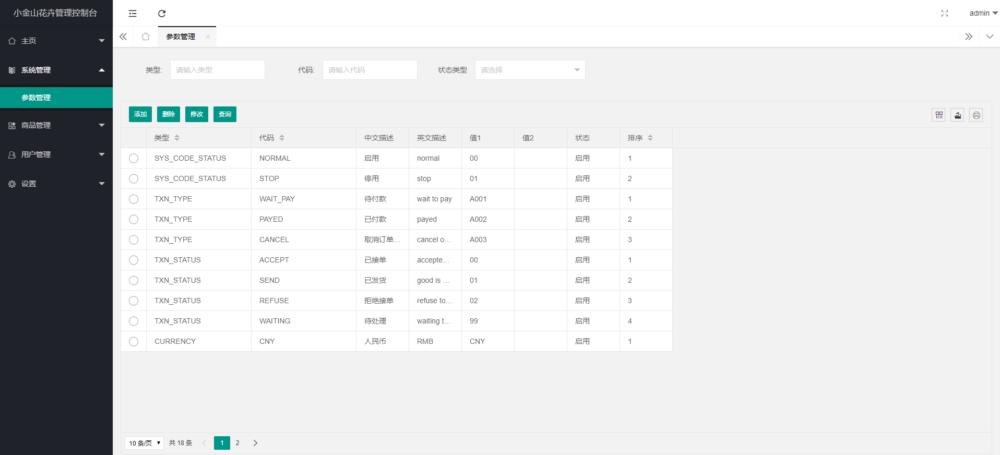 小金山花卉管理控制台
admin
主页
参数管理
系统管理
参数管理
商品管理
用户管理
设置
类型: 请输入类型 代码: 请输入代码 状态类型 请选择
添加 删除 修改 查询
类型 代码 中文描述 英文描述 值1 值2 状态 排序
SYS_CODE_STATUS NORMAL 启用 normal 00 启用 1
SYS_CODE_STATUS STOP 停用 stop 01 启用 2
TXN_TYPE WAIT_PAY 待付款 wait to pay A001 启用 1
TXN_TYPE PAYED 已付款 payed A002 启用 2
TXN_TYPE CANCEL 取消订单... cancel o... A003 启用 3
TXN_STATUS ACCEPT 已接单 accepte... 00 启用 1
TXN_STATUS SEND 已发货 good is ... 01 启用 2
TXN_STATUS REFUSE 拒绝接单 refuse to... 02 启用 3
TXN_STATUS WAITING 待处理 waiting t... 99 启用 4
CURRENCY CNY 人民币 RMB CNY 启用 1
10 条/页 共 18 条 1 2